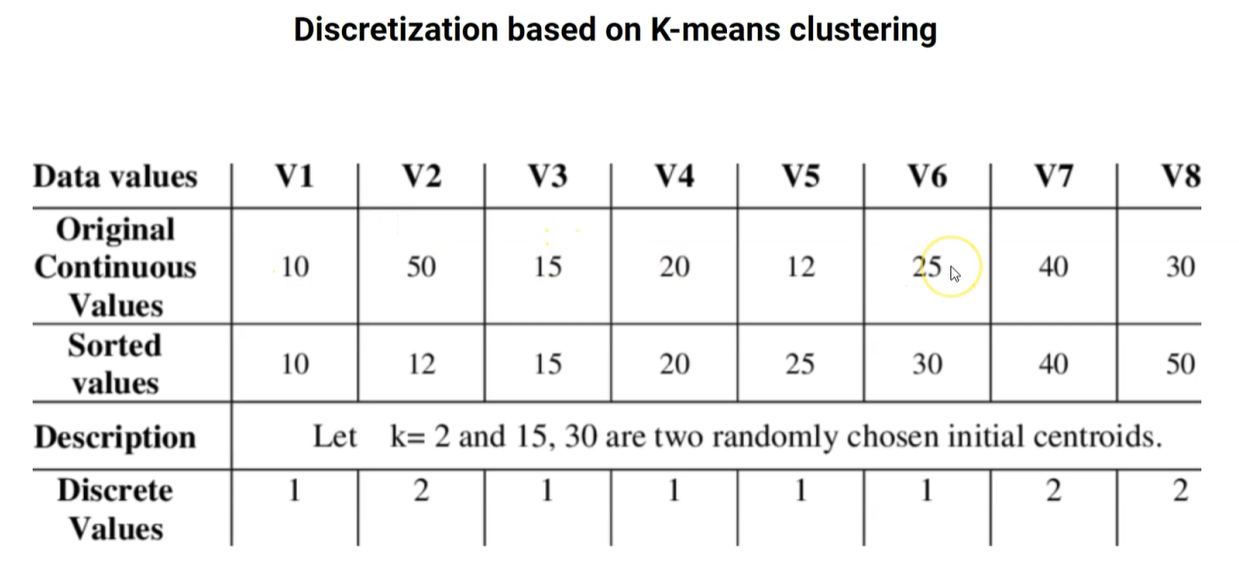 Discretization based on K-means clustering
Data values V1 V2 V3 V4 V5 V6 V7 V8
Original
Continuous 10 50 15 20 12 25 40 30
Values
Sorted
values 10 12 15 20 25 30 40 50
Description Let k= 2 and 15, 30 are two randomly chosen initial centroids.
Discrete 1 2 1 1 1 1 2 2
Values